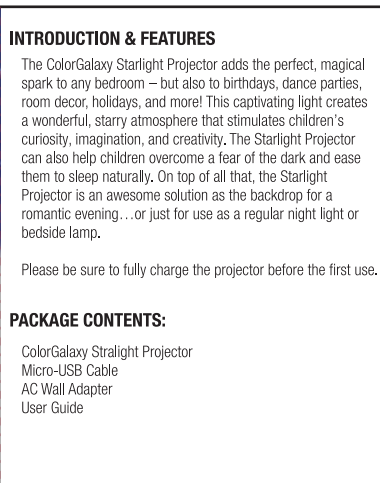 INTRODUCTION & FEATURES
The ColorGalaxy Starlight Projector adds the perfect, magical
spark to any bedroom – but also to birthdays, dance parties,
room decor, holidays, and more! This captivating light creates
a wonderful, starry atmosphere that stimulates children's
curiosity, imagination, and creativity. The Starlight Projector
can also help children overcome a fear of the dark and ease
them to sleep naturally. On top of all that, the Starlight
Projector is an awesome solution as the backdrop for a
romantic evening…or just for use as a regular night light or
bedside lamp.
Please be sure to fully charge the projector before the first use.
PACKAGE CONTENTS:
ColorGalaxy Stralight Projector
Micro-USB Cable
AC Wall Adapter
User Guide